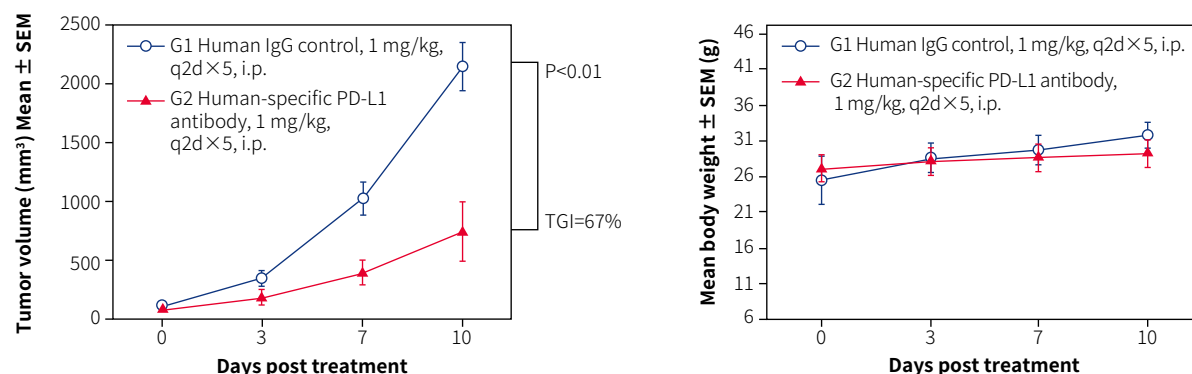 Tumor volume (mm³) Mean ± SEM
2500
2000
1500
1000
500
0
G1 Human IgG control, 1 mg/kg,
q2d×5, i.p.
G2 Human-specific PD-L1
antibody, 1 mg/kg,
q2d×5, i.p.
P<0.01
TGI=67%
0 3 7 10
Days post treatment
Mean body weight ± SEM (g)
46
41
36
31
26
21
16
11
6
G1 Human IgG control, 1 mg/kg, q2d×5, i.p.
G2 Human-specific PD-L1 antibody,
1 mg/kg, q2d×5, i.p.
0 3 7 10
Days post treatment